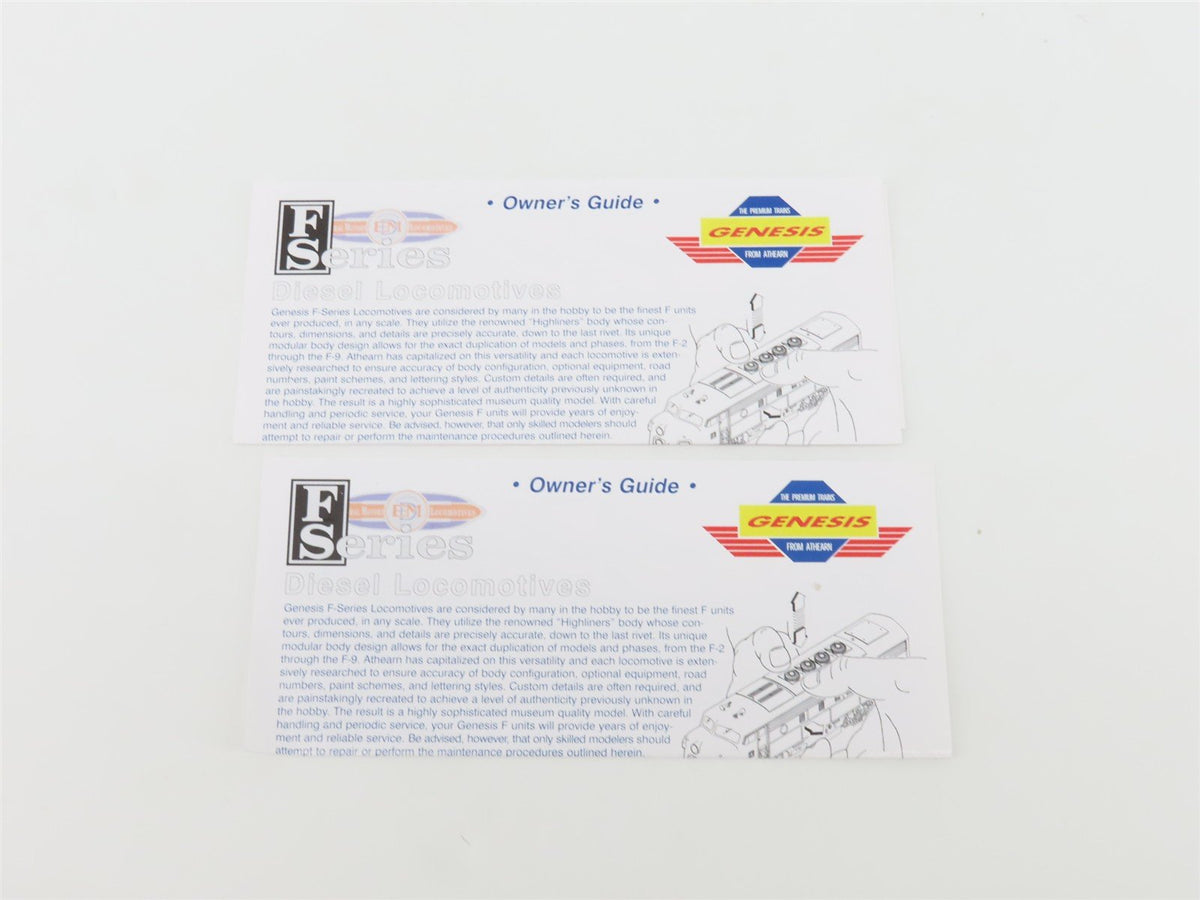 • Owner's Guide •
F Series
EM
LOCOMOTIVES
THE PREMIUM TRAINS
GENESIS
FROM ATHEARN
Diesel Locomotives
Genesis F-Series Locomotives are considered by many in the hobby to be the finest F units
ever produced, in any scale. They utilize the renowned "Highliners" body whose con-
tours, dimensions, and details are precisely accurate, down to the last rivet. Its unique
modular body design allows for the exact duplication of models and phases, from the F-2
through the F-9. Athearn has capitalized on this versatility and each locomotive is exten-
sively researched to ensure accuracy of body configuration, optional equipment, road
numbers, paint schemes, and lettering styles. Custom details are often required, and
are painstakingly recreated to achieve a level of authenticity previously unknown in
the hobby. The result is a highly sophisticated museum quality model. With careful
handling and periodic service, your Genesis F units will provide years of enjoy-
ment and reliable service. Be advised, however, that only skilled modelers should
attempt to repair or perform the maintenance procedures outlined herein.
• Owner's Guide •
F Series
EM
LOCOMOTIVES
THE PREMIUM TRAINS
GENESIS
FROM ATHEARN
Diesel Locomotives
Genesis F-Series Locomotives are considered by many in the hobby to be the finest F units
ever produced, in any scale. They utilize the renowned "Highliners" body whose con-
tours, dimensions, and details are precisely accurate, down to the last rivet. Its unique
modular body design allows for the exact duplication of models and phases, from the F-2
through the F-9. Athearn has capitalized on this versatility and each locomotive is exten-
sively researched to ensure accuracy of body configuration, optional equipment, road
numbers, paint schemes, and lettering styles. Custom details are often required, and
are painstakingly recreated to achieve a level of authenticity previously unknown in
the hobby. The result is a highly sophisticated museum quality model. With careful
handling and periodic service, your Genesis F units will provide years of enjoy-
ment and reliable service. Be advised, however, that only skilled modelers should
attempt to repair or perform the maintenance procedures outlined herein.